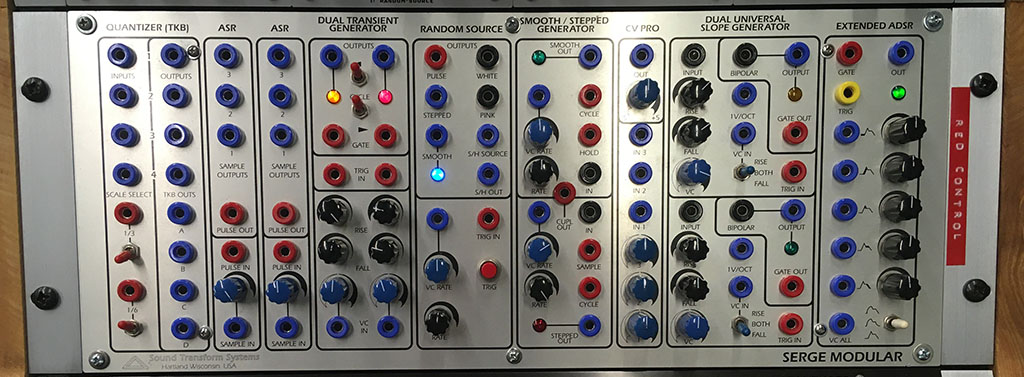 QUANTIZER (TKB)
INPUTS
OUTPUTS
1
2
3
4
SCALE SELECT
TKB OUTS
1/3
1/6
A
B
C
D
ASR
3
2
1
SAMPLE
OUTPUTS
PULSE OUT
PULSE IN
SAMPLE IN
ASR
3
2
1
SAMPLE
OUTPUTS
PULSE OUT
PULSE IN
SAMPLE IN
DUAL TRANSIENT
GENERATOR
OUTPUTS
CYCLE
GATE
TRIG
IN
RISE
FALL
VC
IN
RANDOM SOURCE
OUTPUTS
PULSE
WHITE
STEPPED
PINK
SMOOTH
S/H SOURCE
S/H OUT
TRIG IN
VC RATE
TRIG
RATE
SMOOTH / STEPPED
GENERATOR
SMOOTH
OUT
CYCLE
VC RATE
HOLD
RATE
IN
CUPL
OUT
IN
VC RATE
SAMPLE
RATE
CYCLE
STEPPED
OUT
CV PRO
OUT
IN 3
IN 2
IN 1
DUAL UNIVERSAL
SLOPE GENERATOR
INPUT
BIPOLAR
OUTPUT
RISE
1V/OCT
GATE OUT
FALL
VC IN
RISE
BOTH
FALL
VC
TRIG IN
INPUT
BIPOLAR
OUTPUT
RISE
1V/OCT
GATE OUT
FALL
VC IN
RISE
BOTH
FALL
VC
TRIG IN
EXTENDED ADSR
GATE
OUT
TRIG
VC ALL
RED CONTROL
Sound Transform Systems
Hartland Wisconsin USA
SERGE MODULAR